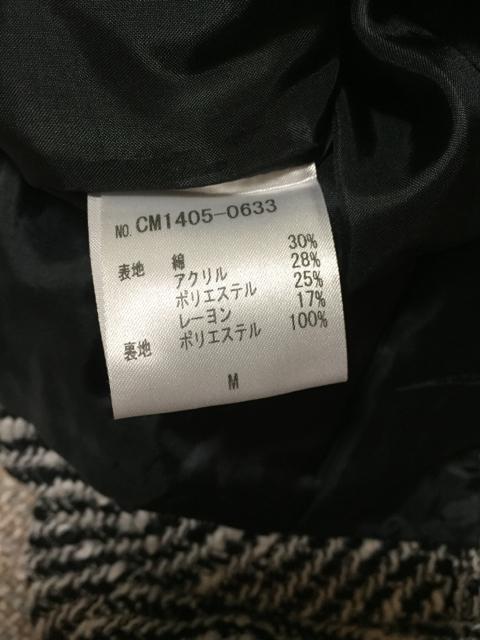 NO. CM1405-0633
表地 綿 30%
アクリル 28%
ポリエステル 25%
レーヨン 17%
裏地 ポリエステル 100%
M